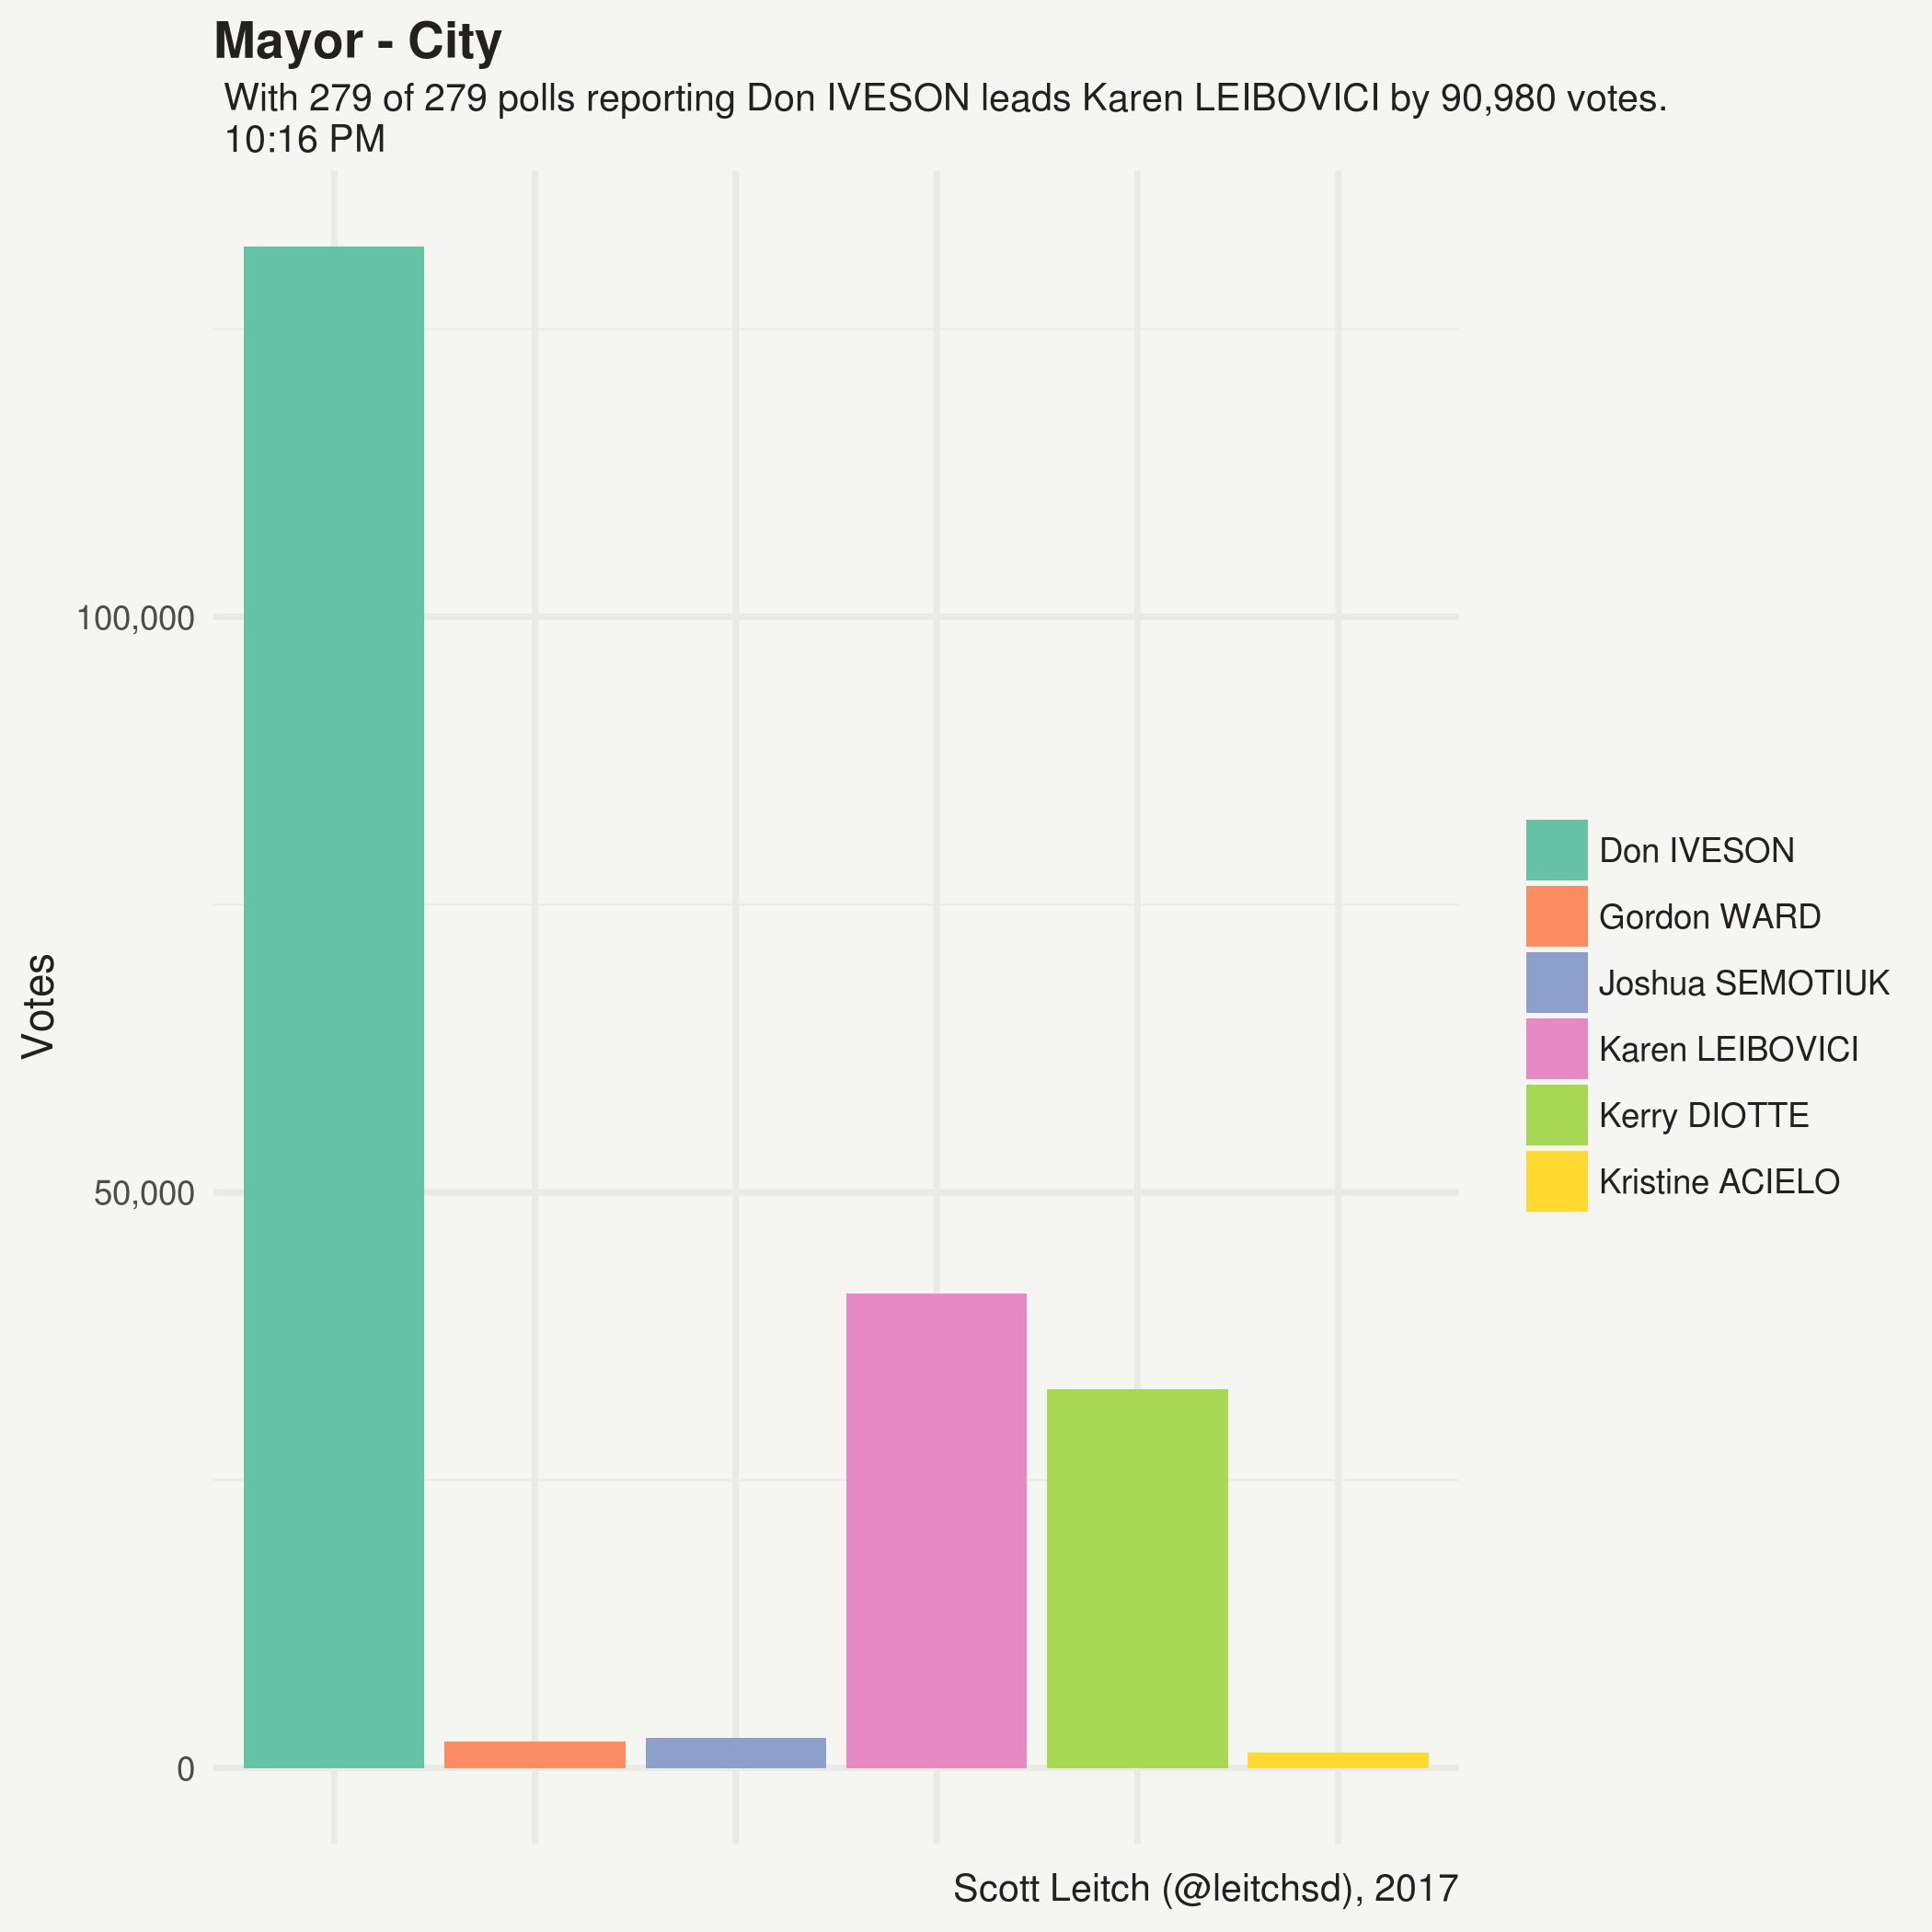 Mayor - City
With 279 of 279 polls reporting Don IVESON leads Karen LEIBOVICI by 90,980 votes.
10:16 PM
Votes
100,000
50,000
0
Don IVESON
Gordon WARD
Joshua SEMOTIUK
Karen LEIBOVICI
Kerry DIOTTE
Kristine ACIELO
Scott Leitch (@leitchsd), 2017